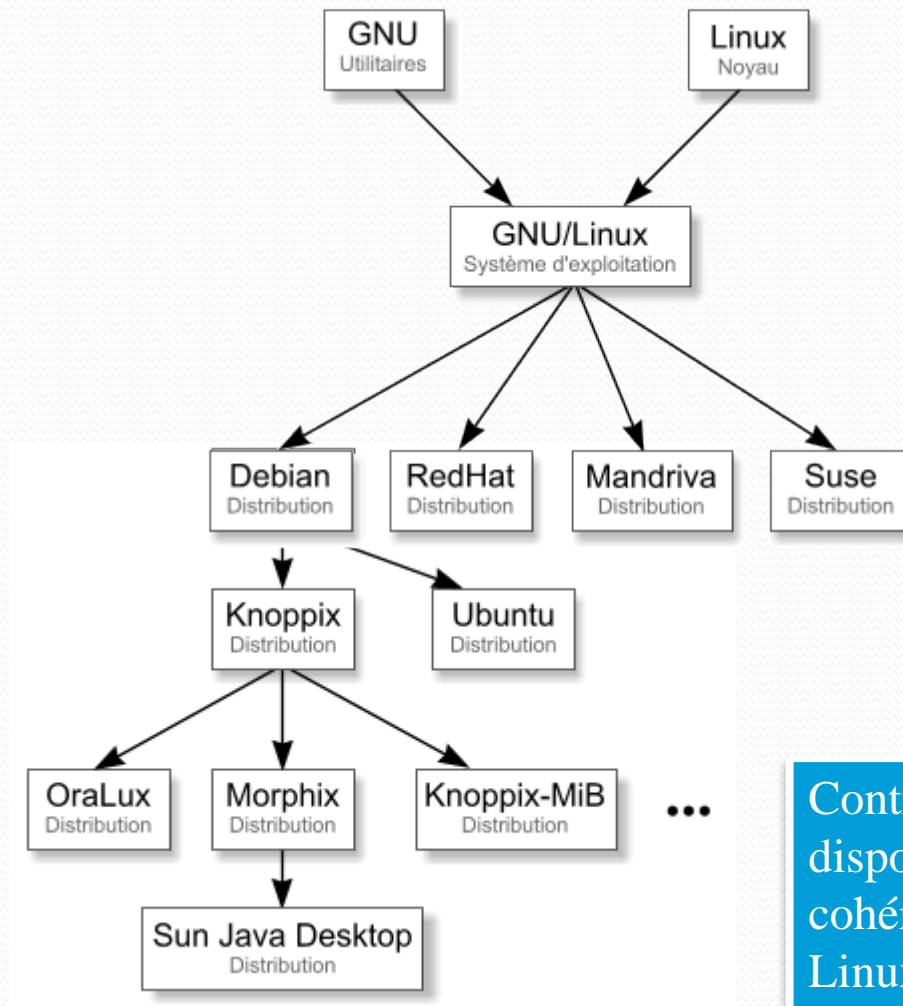 GNU
Utilitaires
Linux
Noyau
GNU/Linux
Système d'exploitation
Debian
Distribution
RedHat
Distribution
Mandriva
Distribution
Suse
Distribution
Knoppix
Distribution
Ubuntu
Distribution
OraLux
Distribution
Morphix
Distribution
Knoppix-MiB
Distribution
•••
Sun Java Desktop
Distribution